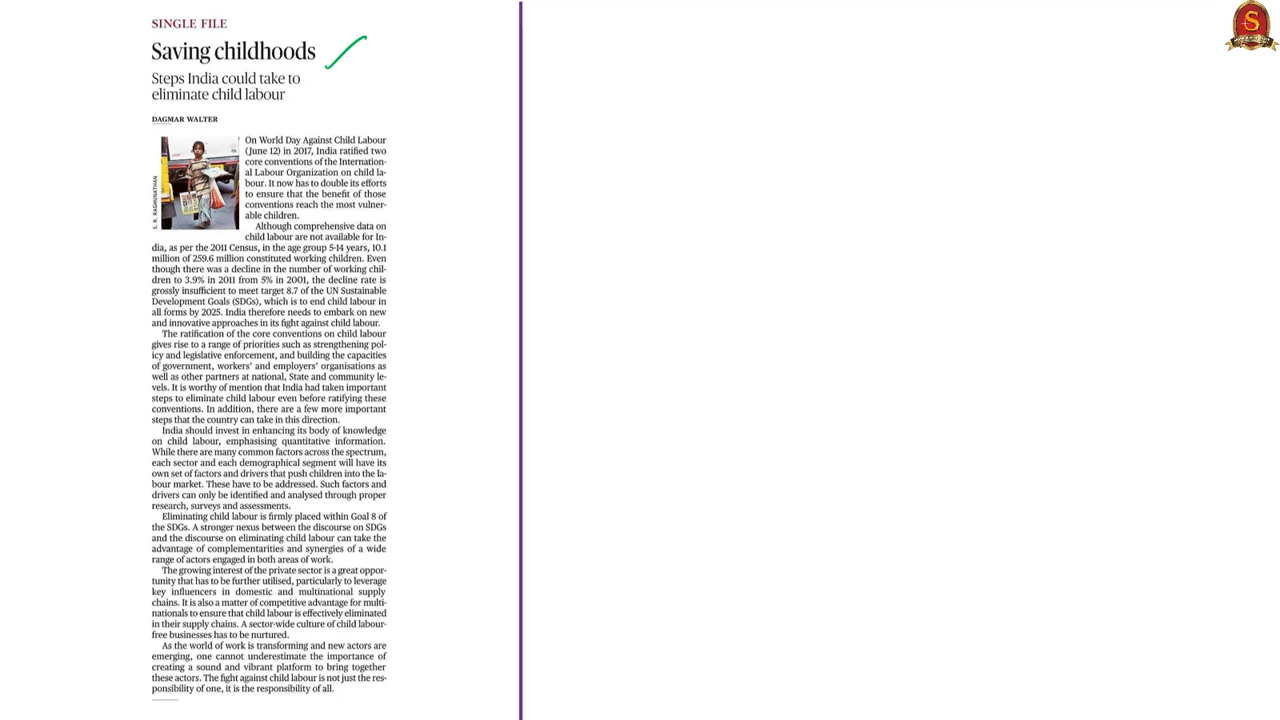 SINGLE FILE
Saving childhoods
Steps India could take to
eliminate child labour
DAGMAR WALTER
S. R. RAGHUNATHAN
On World Day Against Child Labour
(June 12) in 2017, India ratified two
core conventions of the Internation-
al Labour Organization on child la-
bour. It now has to double its efforts
to ensure that the benefit of those
conventions reach the most vulner-
able children.
Although comprehensive data on
child labour are not available for In-
dia, as per the 2011 Census, in the age group 5-14 years, 10.1
million of 259.6 million constituted working children. Even
though there was a decline in the number of working chil-
dren to 3.9% in 2011 from 5% in 2001, the decline rate is
grossly insufficient to meet target 8.7 of the UN Sustainable
Development Goals (SDGs), which is to end child labour in
all forms by 2025. India therefore needs to embark on new
and innovative approaches in its fight against child labour.
The ratification of the core conventions on child labour
gives rise to a range of priorities such as strengthening pol-
icy and legislative enforcement, and building the capacities
of government, workers' and employers' organisations as
well as other partners at national, State and community le-
vels. It is worthy of mention that India had taken important
steps to eliminate child labour even before ratifying these
conventions. In addition, there are a few more important
steps that the country can take in this direction.
India should invest in enhancing its body of knowledge
on child labour, emphasising quantitative information.
While there are many common factors across the spectrum,
each sector and each demographical segment will have its
own set of factors and drivers that push children into the la-
bour market. These have to be addressed. Such factors and
drivers can only be identified and analysed through proper
research, surveys and assessments.
Eliminating child labour is firmly placed within Goal 8 of
the SDGs. A stronger nexus between the discourse on SDGs
and the discourse on eliminating child labour can take the
advantage of complementarities and synergies of a wide
range of actors engaged in both areas of work.
The growing interest of the private sector is a great oppor-
tunity that has to be further utilised, particularly to leverage
key influencers in domestic and multinational supply
chains. It is also a matter of competitive advantage for multi-
nationals to ensure that child labour is effectively eliminated
in their supply chains. A sector-wide culture of child labour-
free businesses has to be nurtured.
As the world of work is transforming and new actors are
emerging, one cannot underestimate the importance of
creating a sound and vibrant platform to bring together
these actors. The fight against child labour is not just the res-
ponsibility of one, it is the responsibility of all.
S